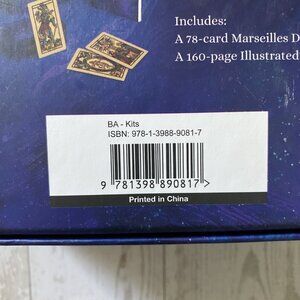 Includes:
A 78-card Marseilles D
A 160-page Illustrated
BA - Kits
ISBN: 978-1-3988-9081-7
9 781398 890817 >
Printed in China